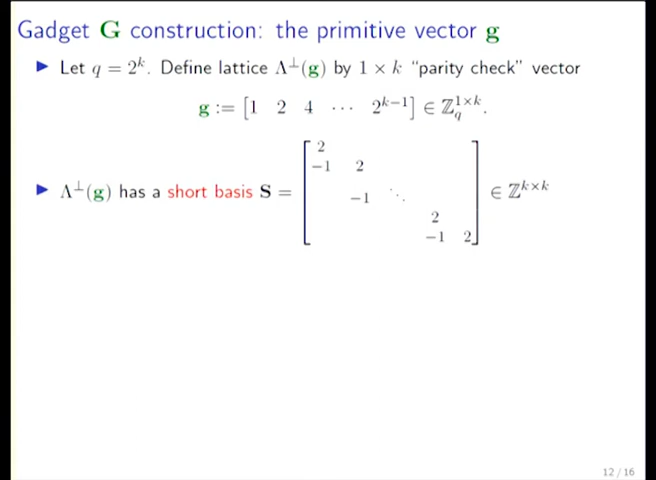 Gadget G construction: the primitive vector g
▶ Let q = 2^k. Define lattice Λ^⊥(g) by 1 × k “parity check” vector
g := [1 2 4 ⋯ 2^{k−1}] ∈ ℤ_q^{1×k}.
▶ Λ^⊥(g) has a short basis S = [2
−1 2
−1 ⋱
2
−1 2] ∈ ℤ^{k×k}
12 / 16